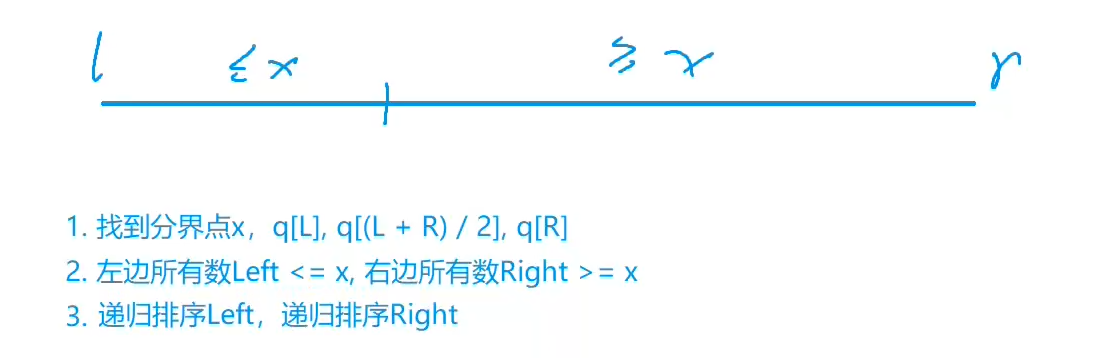 l ≤x ≥x r
1. 找到分界点x，q[L], q[(L + R) / 2], q[R]
2. 左边所有数Left <= x, 右边所有数Right >= x
3. 递归排序Left，递归排序Right